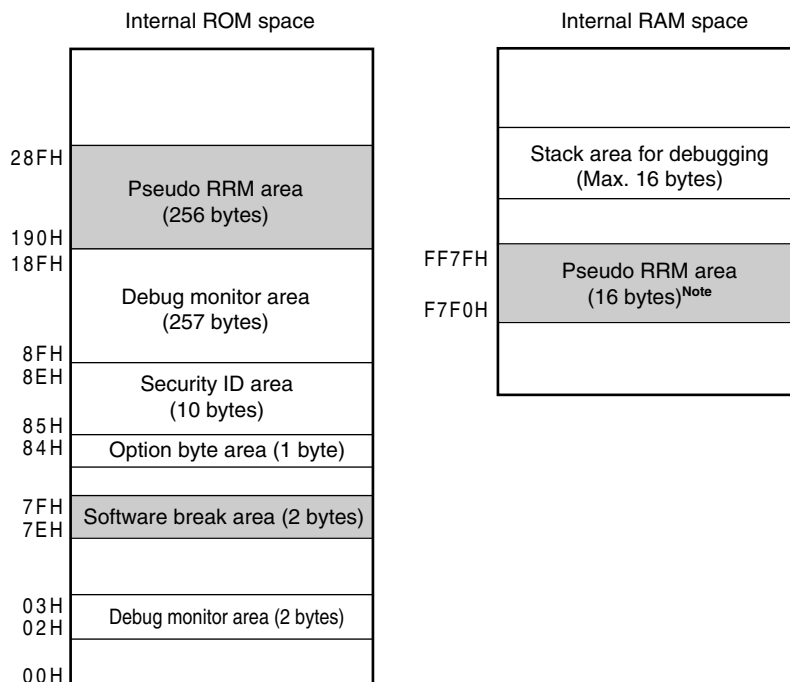 Internal ROM space
28FH
Pseudo RRM area
(256 bytes)
190H
18FH
Debug monitor area
(257 bytes)
8FH
8EH
Security ID area
(10 bytes)
85H
84H
Option byte area (1 byte)
7FH
Software break area (2 bytes)
7EH
03H
Debug monitor area (2 bytes)
02H
00H
Internal RAM space
Stack area for debugging
(Max. 16 bytes)
FF7FH
Pseudo RRM area
(16 bytes)Note
F7F0H